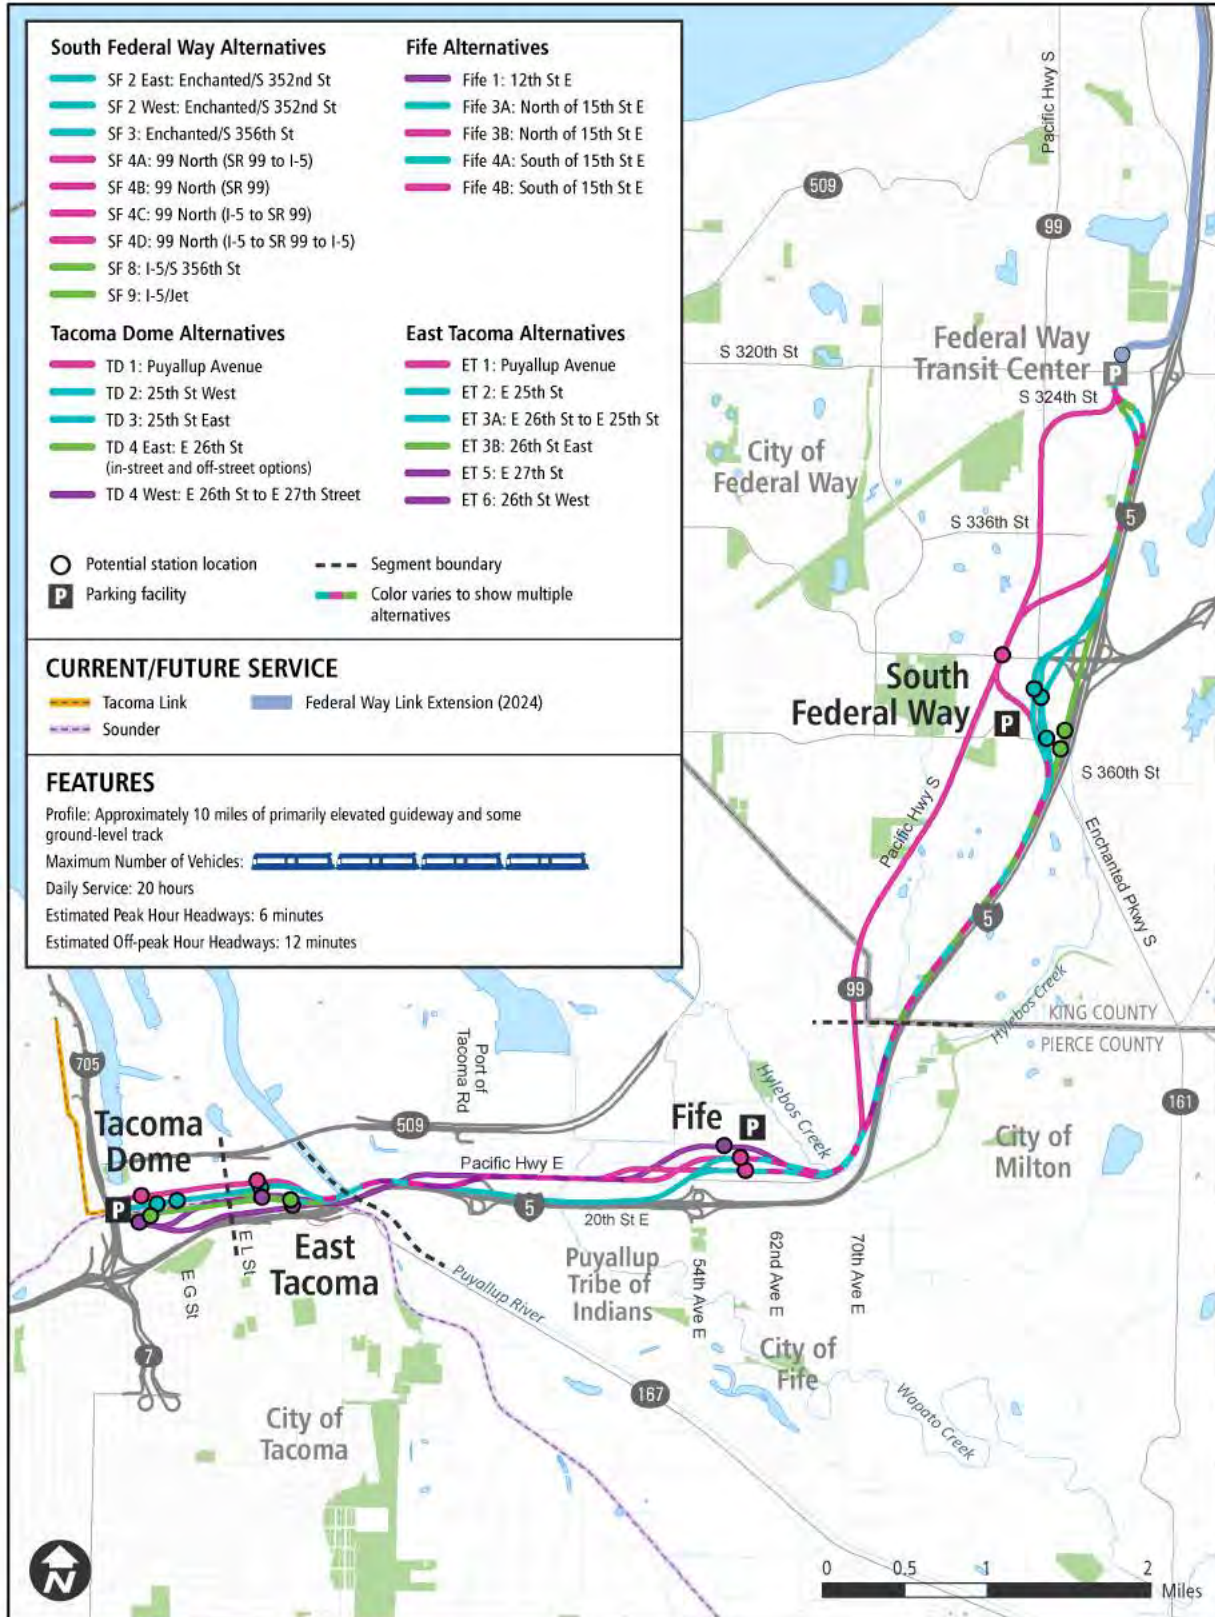 South Federal Way Alternatives
SF 2 East: Enchanted/S 352nd St
SF 2 West: Enchanted/S 352nd St
SF 3: Enchanted/S 356th St
SF 4A: 99 North (SR 99 to I-5)
SF 4B: 99 North (SR 99)
SF 4C: 99 North (I-5 to SR 99)
SF 4D: 99 North (I-5 to SR 99 to I-5)
SF 8: I-5/S 356th St
SF 9: I-5/Jet
Fife Alternatives
Fife 1: 12th St E
Fife 3A: North of 15th St E
Fife 3B: North of 15th St E
Fife 4A: South of 15th St E
Fife 4B: South of 15th St E
Tacoma Dome Alternatives
TD 1: Puyallup Avenue
TD 2: 25th St West
TD 3: 25th St East
TD 4 East: E 26th St
(in-street and off-street options)
TD 4 West: E 26th St to E 27th Street
East Tacoma Alternatives
ET 1: Puyallup Avenue
ET 2: E 25th St
ET 3A: E 26th St to E 25th St
ET 3B: 26th St East
ET 5: E 27th St
ET 6: 26th St West
Potential station location
P Parking facility
Segment boundary
Color varies to show multiple
alternatives
CURRENT/FUTURE SERVICE
Tacoma Link
Sounder
Federal Way Link Extension (2024)
FEATURES
Profile: Approximately 10 miles of primarily elevated guideway and some
ground-level track
Maximum Number of Vehicles:
Daily Service: 20 hours
Estimated Peak Hour Headways: 6 minutes
Estimated Off-peak Hour Headways: 12 minutes
Pacific Hwy S
509
99
Federal Way
Transit Center
P
S 320th St
S 324th St
City of
Federal Way
S 336th St
5
South
Federal Way
P
S 360th St
Pacific Hwy S
Enchanted Pkwy S
5
99
Hylebos Creek
KING COUNTY
PIERCE COUNTY
161
City of
Milton
705
Port of
Tacoma Rd
Hylebos Creek
509
Fife
P
Tacoma
Dome
Pacific Hwy E
P
5
20th St E
E L St
E G St
East
Tacoma
Puyallup River
Puyallup
Tribe of
Indians
54th Ave E
62nd Ave E
70th Ave E
City of
Fife
7
167
Wapato Creek
City of
Tacoma
N
0 0.5 1 2
Miles